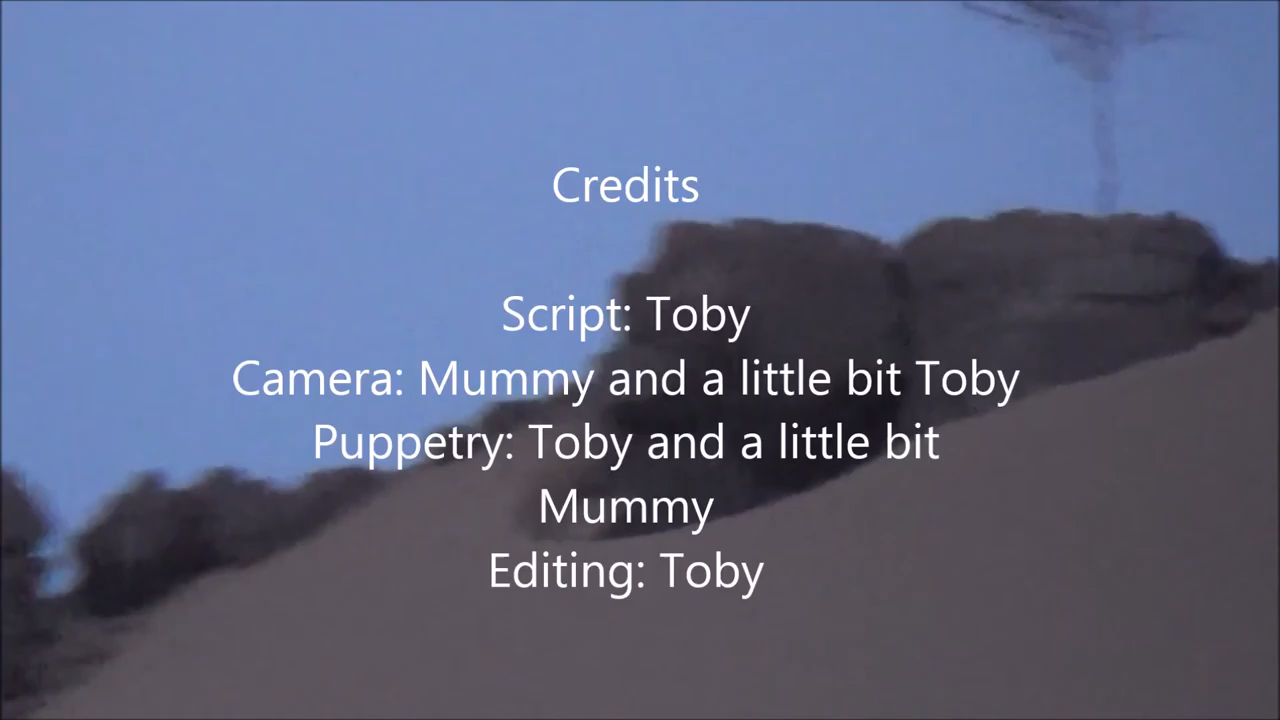 Credits
Script: Toby
Camera: Mummy and a little bit Toby
Puppetry: Toby and a little bit
Mummy
Editing: Toby